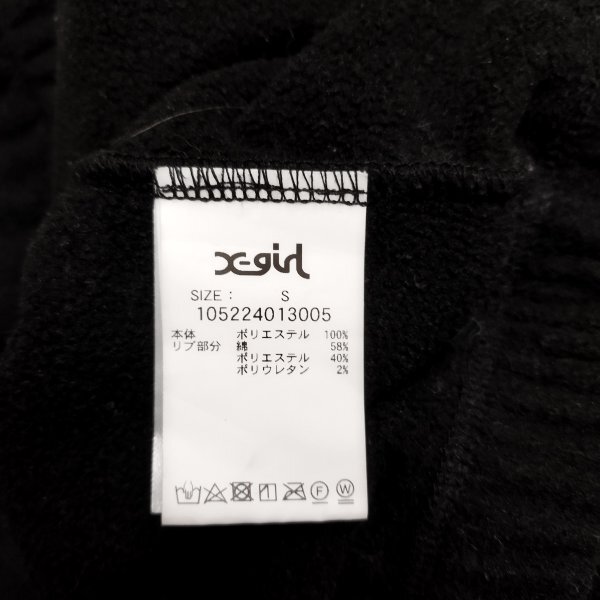 X-girl
SIZE : S
105224013005
本体 ポリエステル 100%
リブ部分 綿 58%
ポリエステル 40%
ポリウレタン 2%
F W